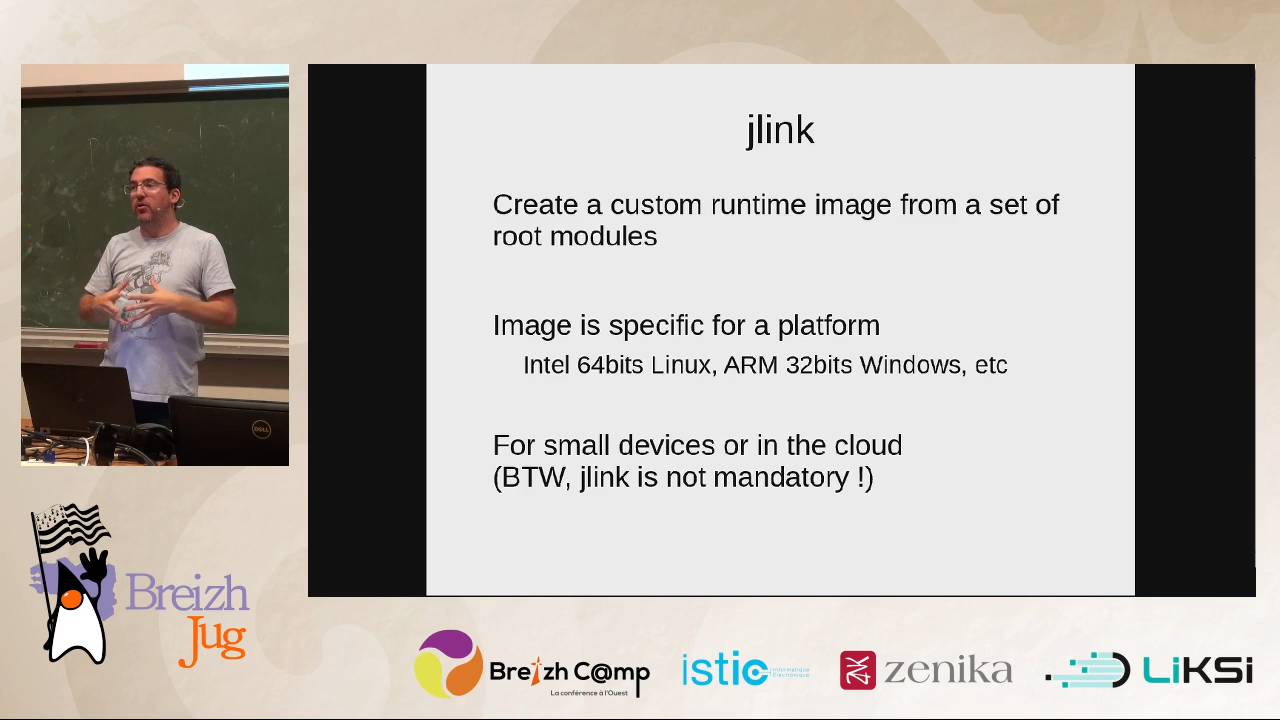 jlink
Create a custom runtime image from a set of
root modules
Image is specific for a platform
Intel 64bits Linux, ARM 32bits Windows, etc
For small devices or in the cloud
(BTW, jlink is not mandatory !)
DELL
Breizh
Jug
Breizh C@mp
La conférence à l'Ouest
istic
Informatique
Électronique
zenika
LiKSi